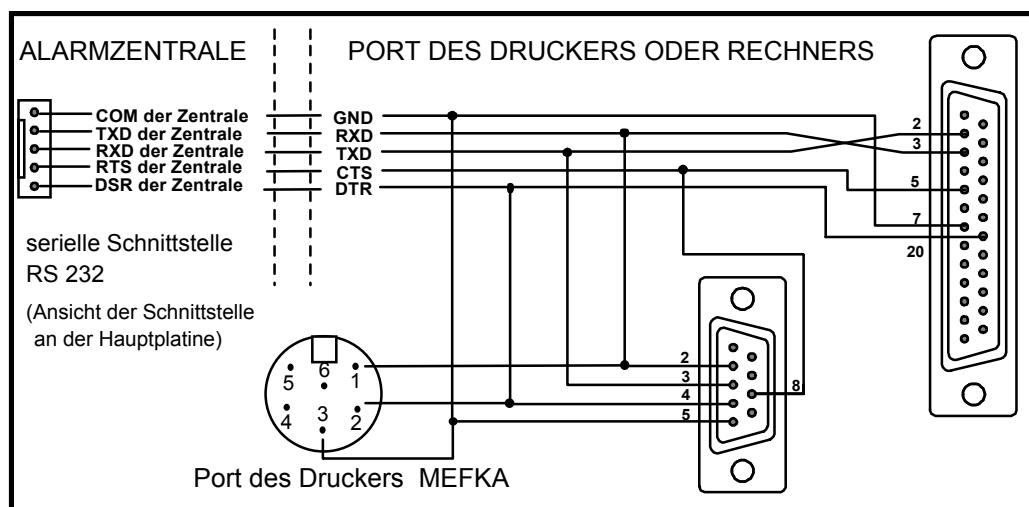 ALARMZENTRALE
PORT DES DRUCKERS ODER RECHNERS
COM der Zentrale GND
TXD der Zentrale RXD
RXD der Zentrale TXD
RTS der Zentrale CTS
DSR der Zentrale DTR
2
3
5
7
20
serielle Schnittstelle
RS 232
(Ansicht der Schnittstelle
an der Hauptplatine)
5 6 1
4 3 2
2
3
4
5
8
Port des Druckers MEFKA